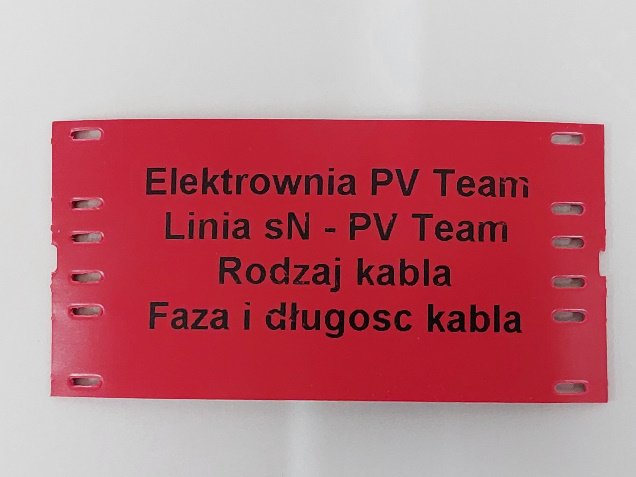 Elektrownia PV Team
Linia sN - PV Team
Rodzaj kabla
Faza i długosc kabla